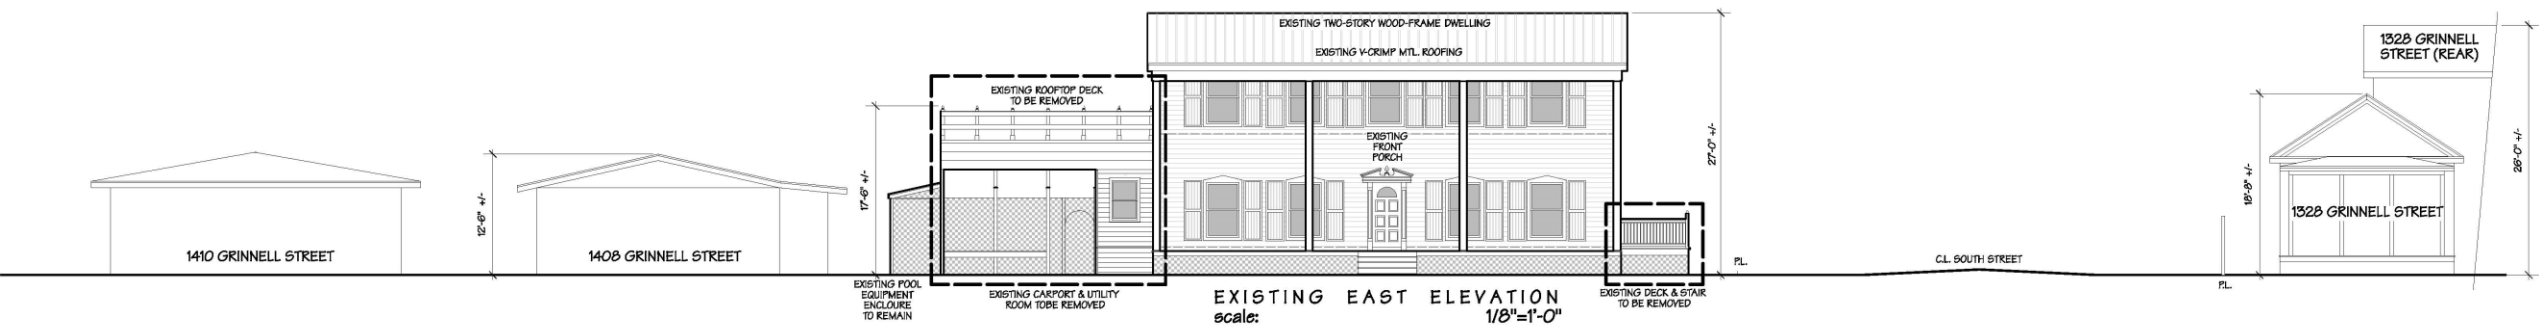 EXISTING TWO-STORY WOOD-FRAME DWELLING
EXISTING V-CRIMP MTL. ROOFING
1328 GRINNELL
STREET (REAR)
EXISTING ROOFTOP DECK
TO BE REMOVED
EXISTING
FRONT
PORCH
12'-6" +/-
17'-6" +/-
27'-0" +/-
18'-8" +/-
26'-0" +/-
1410 GRINNELL STREET
1408 GRINNELL STREET
1328 GRINNELL STREET
P.L.
C.L. SOUTH STREET
P.L.
EXISTING POOL
EQUIPMENT
ENCLOURE
TO REMAIN
EXISTING CARPORT & UTILITY
ROOM TOBE REMOVED
EXISTING DECK & STAIR
TO BE REMOVED
EXISTING EAST ELEVATION
scale: 1/8"=1'-0"